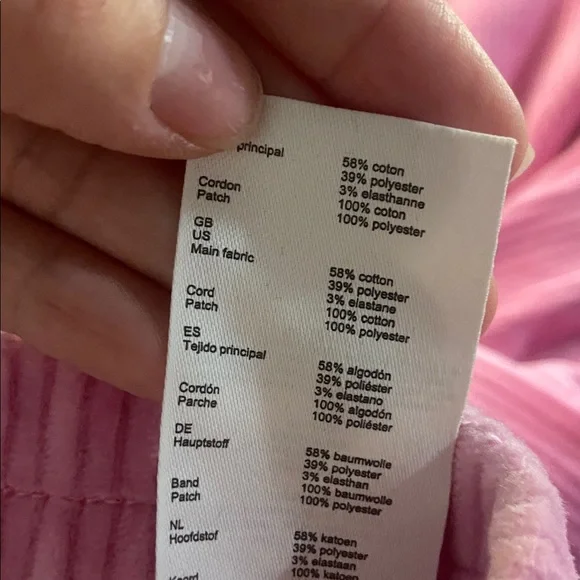 principal 58% coton
39% polyester
3% elasthanne
Cordon 100% coton
Patch 100% polyester
GB
US
Main fabric 58% cotton
39% polyester
3% elastane
Cord 100% cotton
Patch 100% polyester
ES
Tejido principal 58% algodón
39% poliéster
3% elastano
Cordón 100% algodón
Parche 100% poliéster
DE
Hauptstoff 58% baumwolle
39% polyester
3% elasthan
Band 100% baumwolle
Patch 100% polyester
NL
Hoofdstof 58% katoen
39% polyester
3% elastaan
Koord 100% katoen